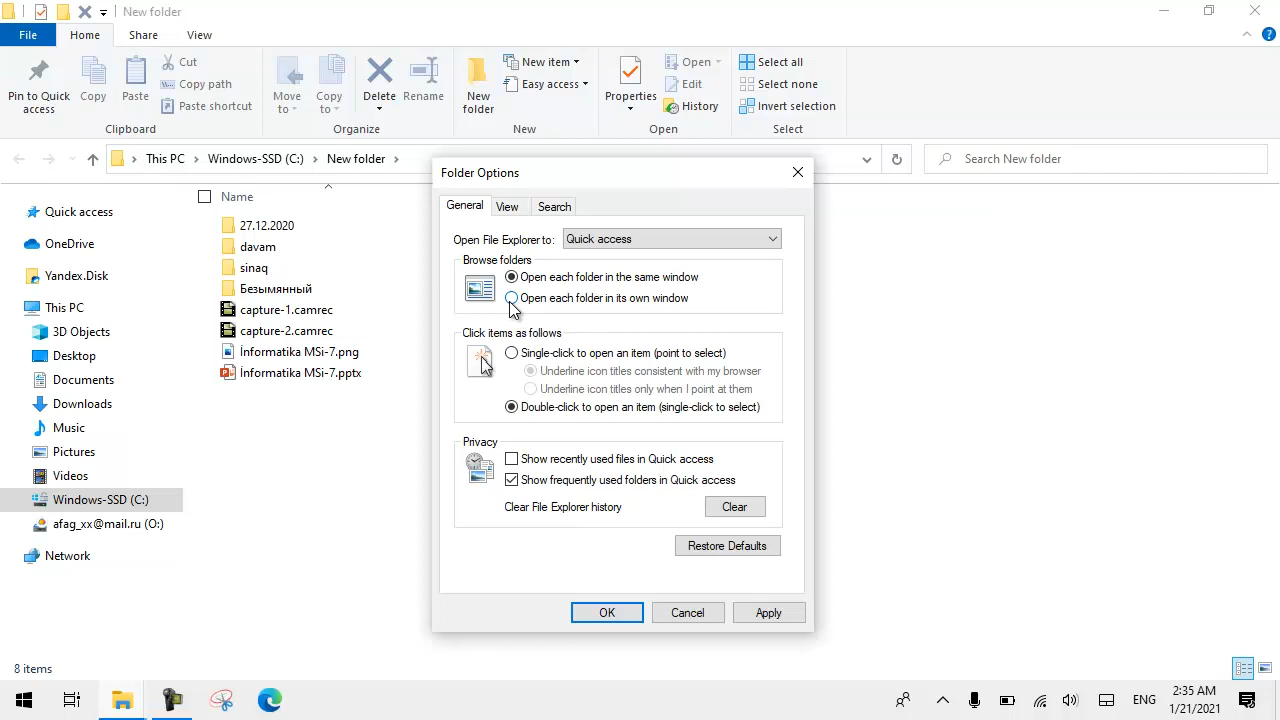 New folder
File
Home
Share
View
Pin to Quick access
Copy
Paste
Cut
Copy path
Paste shortcut
Clipboard
Move to
Copy to
Delete
Rename
Organize
New folder
New item
Easy access
New
Properties
Open
Edit
History
Open
Select all
Select none
Invert selection
Select
This PC
Windows-SSD (C:)
New folder
Search New folder
Name
Quick access
OneDrive
Yandex.Disk
This PC
3D Objects
Desktop
Documents
Downloads
Music
Pictures
Videos
Windows-SSD (C:)
afag_xx@mail.ru (O:)
Network
27.12.2020
davam
sinaq
Безымянный
capture-1.camrec
capture-2.camrec
İnformatika MSi-7.png
İnformatika MSi-7.pptx
Folder Options
General
View
Search
Open File Explorer to:
Quick access
Browse folders
Open each folder in the same window
Open each folder in its own window
Click items as follows
Single-click to open an item (point to select)
Underline icon titles consistent with my browser
Underline icon titles only when I point at them
Double-click to open an item (single-click to select)
Privacy
Show recently used files in Quick access
Show frequently used folders in Quick access
Clear File Explorer history
Clear
Restore Defaults
OK
Cancel
Apply
8 items
ENG
2:35 AM
1/21/2021